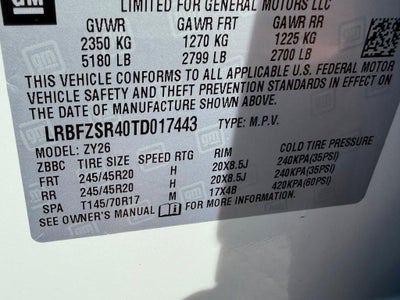 gm
LIMITED FOR GENERAL MOTORS LLC
GVWR GAWR FRT GAWR RR
2350 KG 1270 KG 1225 KG
5180 LB 2799 LB 2700 LB
THIS VEHICLE CONFORMS TO ALL APPLICABLE U.S. FEDERAL MOTOR
VEHICLE SAFETY AND THEFT PREVENTION STANDARDS IN EFFECT ON
THE DATE OF MANUFACTURE SHOWN ABOVE.
LRBFZSR40TD017443 TYPE: M.P.V.
MODEL: ZY26
ZBBC TIRE SIZE SPEED RTG RIM COLD TIRE PRESSURE
FRT 245/45R20 H 20X8.5J 240KPA(35PSI)
RR 245/45R20 H 20X8.5J 240KPA(35PSI)
SPA T145/70R17 M 17X4B 420KPA(60PSI)
SEE OWNER'S MANUAL FOR MORE INFORMATION.